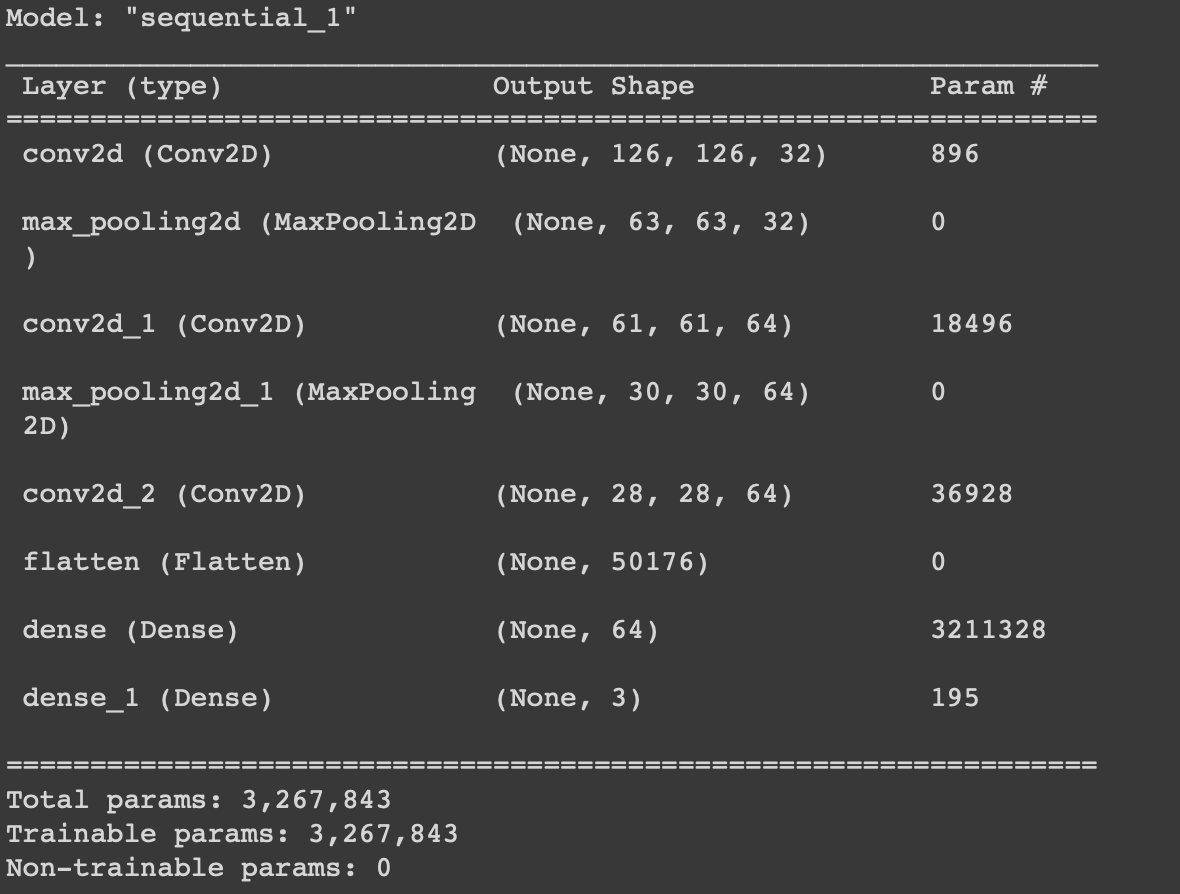 Model: "sequential_1"
_________________________________________________________________
Layer (type) Output Shape Param #
=================================================================
conv2d (Conv2D) (None, 126, 126, 32) 896
max_pooling2d (MaxPooling2D (None, 63, 63, 32) 0
)
conv2d_1 (Conv2D) (None, 61, 61, 64) 18496
max_pooling2d_1 (MaxPooling (None, 30, 30, 64) 0
2D)
conv2d_2 (Conv2D) (None, 28, 28, 64) 36928
flatten (Flatten) (None, 50176) 0
dense (Dense) (None, 64) 3211328
dense_1 (Dense) (None, 3) 195
=================================================================
Total params: 3,267,843
Trainable params: 3,267,843
Non-trainable params: 0